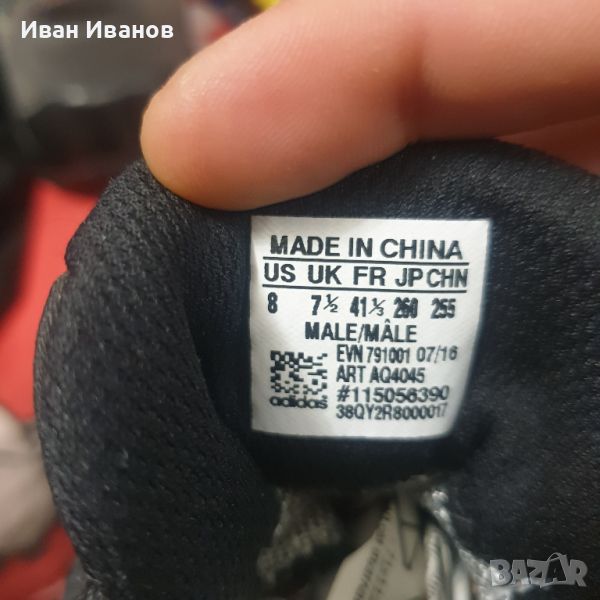 Иван Иванов
MADE IN CHINA
US UK FR JP CHN
8 7½ 41⅓ 260 255
MALE/MÂLE
EVN 791001 07/16
ART AQ4045
#115056390
38QY2R8000017
adidas
BAZAR